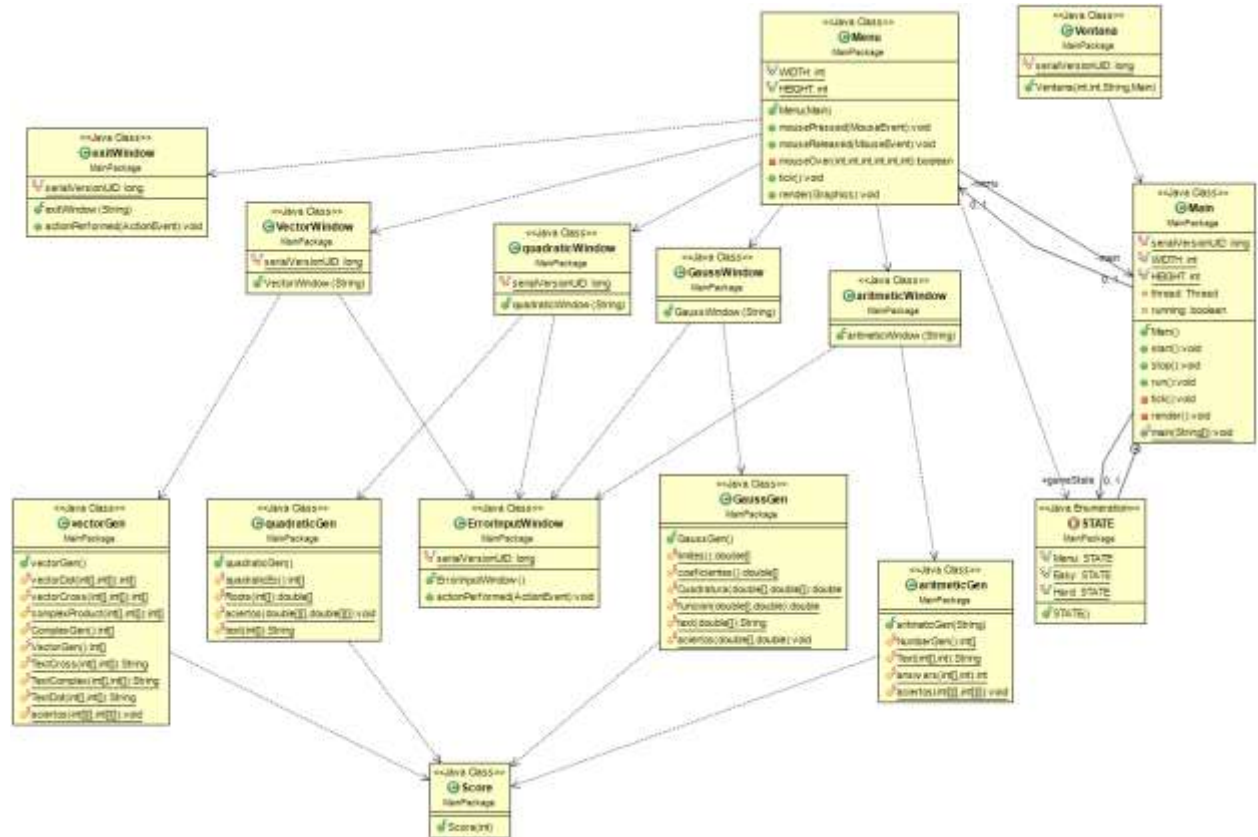 <<Java Class>>
Menu
MainPackage
WIDTH: int
HEIGHT: int
Menu(Main)
mousePressed(MouseEvent):void
mouseReleased(MouseEvent):void
mouseOver(int,int,int,int,int,int):boolean
tick():void
render(Graphics):void
<<Java Class>>
Ventana
MainPackage
serialVersionUID: long
Ventana(int,int,String,Main)
<<Java Class>>
exitWindow
MainPackage
serialVersionUID: long
exitWindow(String)
actionPerformed(ActionEvent):void
<<Java Class>>
VectorWindow
MainPackage
serialVersionUID: long
VectorWindow(String)
<<Java Class>>
quadraticWindow
MainPackage
serialVersionUID: long
quadraticWindow(String)
<<Java Class>>
GaussWindow
MainPackage
GaussWindow(String)
<<Java Class>>
aritmeticWindow
MainPackage
aritmeticWindow(String)
-menu
0..1
-main
0..1
<<Java Class>>
Main
MainPackage
serialVersionUID: long
WIDTH: int
HEIGHT: int
thread: Thread
running: boolean
Main()
start():void
stop():void
run():void
tick():void
render():void
main(String[]):void
<<Java Class>>
vectorGen
MainPackage
vectorGen()
vectorDot(int[],int[]):int[]
vectorCross(int[],int[]):int[]
complexProduct(int[],int[]):int[]
ComplexGen():int[]
VectorGen():int[]
TextCross(int[],int[]):String
TextComplex(int[],int[]):String
TextDot(int[],int[]):String
aciertos(int[][],int[][]):void
<<Java Class>>
quadraticGen
MainPackage
quadraticGen()
quadraticEc():int[]
Roots(int[]):double[]
aciertos(double[][],double[][]):void
text(int[]):String
<<Java Class>>
ErrorInputWindow
MainPackage
serialVersionUID: long
ErrorInputWindow()
actionPerformed(ActionEvent):void
<<Java Class>>
GaussGen
MainPackage
GaussGen()
limites():double[]
coeficientes():double[]
Cuadratura(double[],double[]):double
funcion(double[],double):double
text(double[]):String
aciertos(double[],double):void
<<Java Class>>
aritmeticGen
MainPackage
aritmeticGen(String)
NumberGen():int[]
Text(int[],int):String
answers(int[],int):int
aciertos(int[][],int[][]):void
+gameState
0..1
<<Java Enumeration>>
STATE
MainPackage
Menu: STATE
Easy: STATE
Hard: STATE
STATE()
<<Java Class>>
Score
MainPackage
Score(int)